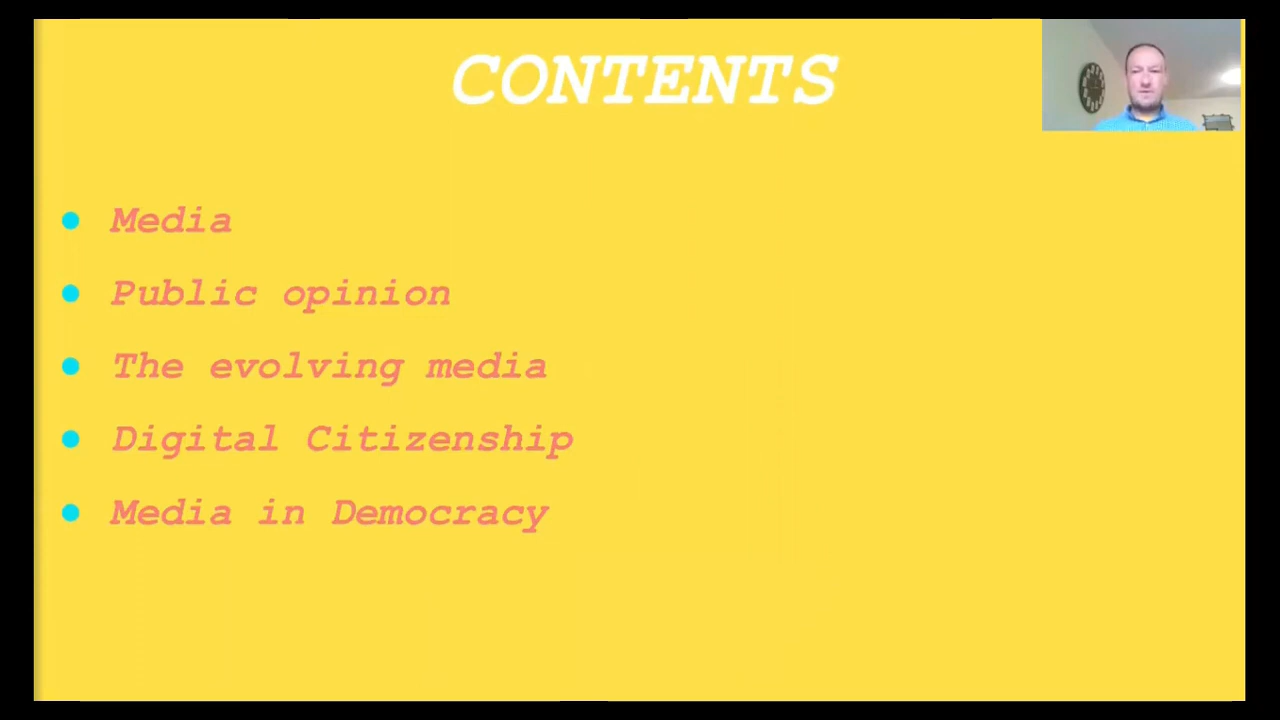 CONTENTS
Media
Public opinion
The evolving media
Digital Citizenship
Media in Democracy